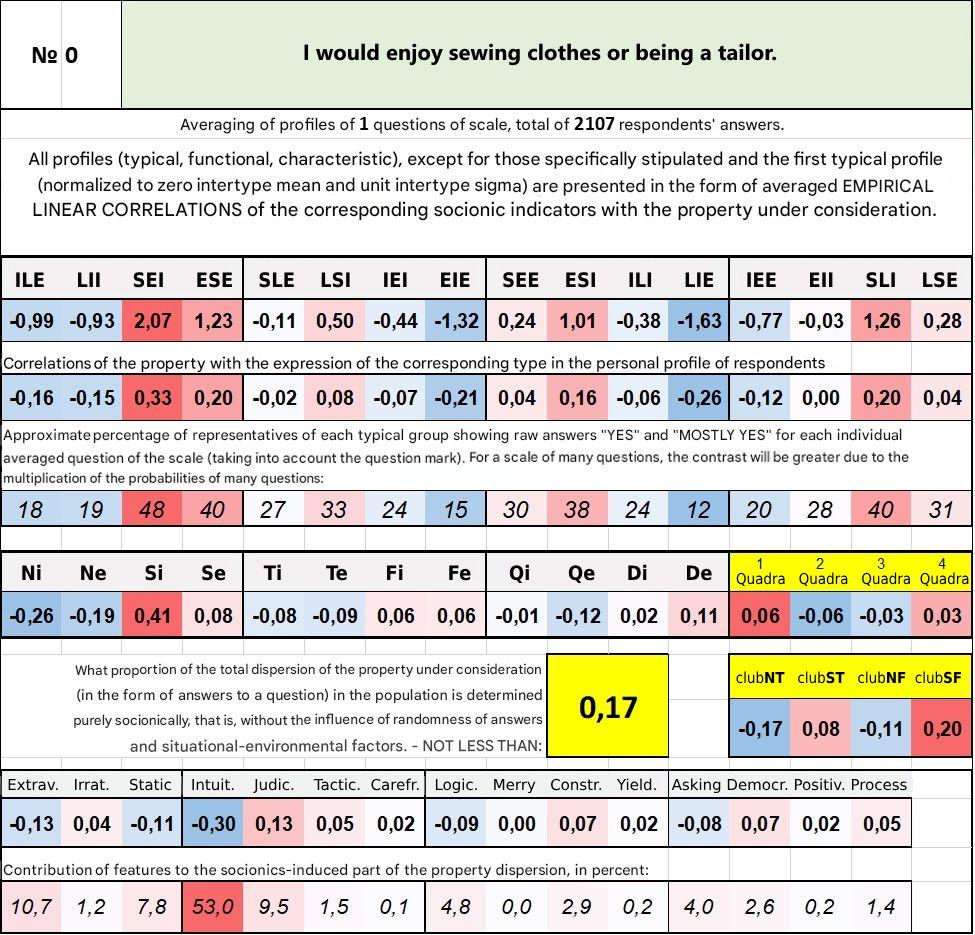 № 0
I would enjoy sewing clothes or being a tailor.
Averaging of profiles of 1 questions of scale, total of 2107 respondents' answers.
All profiles (typical, functional, characteristic), except for those specifically stipulated and the first typical profile
(normalized to zero intertype mean and unit intertype sigma) are presented in the form of averaged EMPIRICAL
LINEAR CORRELATIONS of the corresponding socionic indicators with the property under consideration.
ILE LII SEI ESE SLE LSI IEI EIE SEE ESI ILI LIE IEE EII SLI LSE
-0,99 -0,93 2,07 1,23 -0,11 0,50 -0,44 -1,32 0,24 1,01 -0,38 -1,63 -0,77 -0,03 1,26 0,28
Correlations of the property with the expression of the corresponding type in the personal profile of respondents
-0,16 -0,15 0,33 0,20 -0,02 0,08 -0,07 -0,21 0,04 0,16 -0,06 -0,26 -0,12 0,00 0,20 0,04
Approximate percentage of representatives of each typical group showing raw answers "YES" and "MOSTLY YES" for each individual
averaged question of the scale (taking into account the question mark). For a scale of many questions, the contrast will be greater due to the
multiplication of the probabilities of many questions:
18 19 48 40 27 33 24 15 30 38 24 12 20 28 40 31
Ni Ne Si Se Ti Te Fi Fe Qi Qe Di De 1 Quadra 2 Quadra 3 Quadra 4 Quadra
-0,26 -0,19 0,41 0,08 -0,08 -0,09 0,06 0,06 -0,01 -0,12 0,02 0,11 0,06 -0,06 -0,03 0,03
What proportion of the total dispersion of the property under consideration
(in the form of answers to a question) in the population is determined
purely socionically, that is, without the influence of randomness of answers
and situational-environmental factors. - NOT LESS THAN:
0,17
clubNT clubST clubNF clubSF
-0,17 0,08 -0,11 0,20
Extrav. Irrat. Static Intuit. Judic. Tactic. Carefr. Logic. Merry Constr. Yield. Asking Democr. Positiv. Process
-0,13 0,04 -0,11 -0,30 0,13 0,05 0,02 -0,09 0,00 0,07 0,02 -0,08 0,07 0,02 0,05
Contribution of features to the socionics-induced part of the property dispersion, in percent:
10,7 1,2 7,8 53,0 9,5 1,5 0,1 4,8 0,0 2,9 0,2 4,0 2,6 0,2 1,4